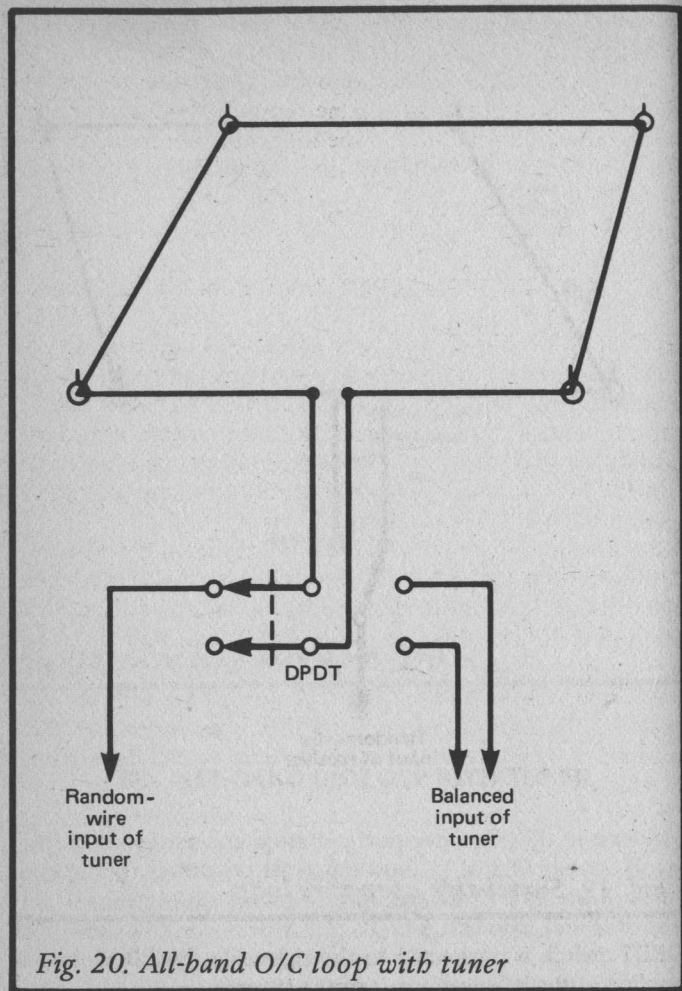 DPDT
Random-
wire
input of
tuner
Balanced
input of
tuner
Fig. 20. All-band O/C loop with tuner